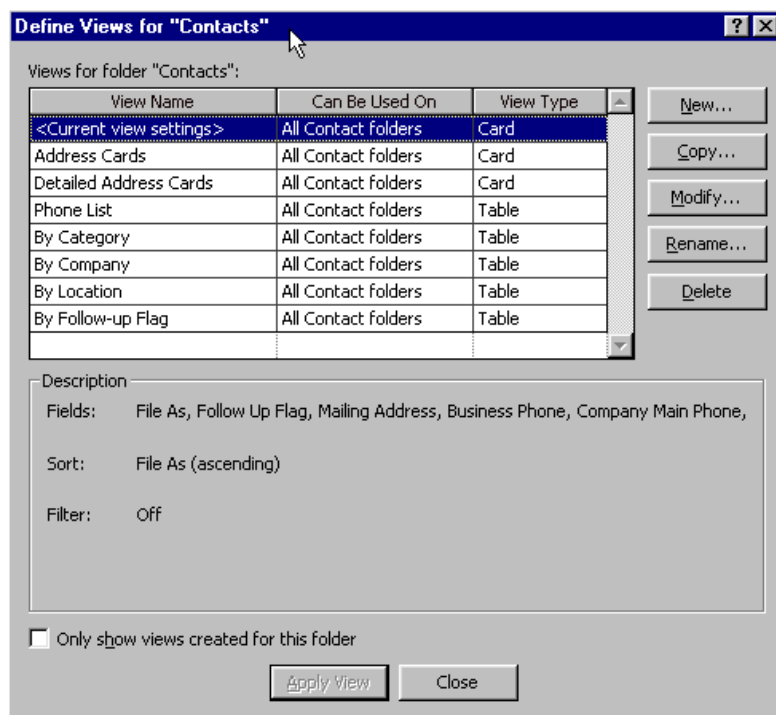 Define Views for "Contacts"
Views for folder "Contacts":
View Name Can Be Used On View Type
<Current view settings> All Contact folders Card
Address Cards All Contact folders Card
Detailed Address Cards All Contact folders Card
Phone List All Contact folders Table
By Category All Contact folders Table
By Company All Contact folders Table
By Location All Contact folders Table
By Follow-up Flag All Contact folders Table
New...
Copy...
Modify...
Rename...
Delete
Description
Fields: File As, Follow Up Flag, Mailing Address, Business Phone, Company Main Phone,
Sort: File As (ascending)
Filter: Off
Only show views created for this folder
Apply View Close